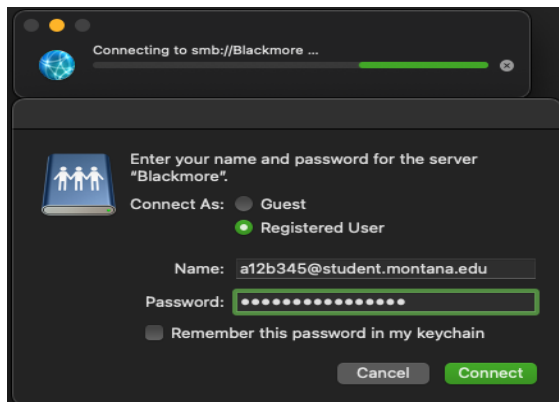 Connecting to smb://Blackmore ...
Enter your name and password for the server
“Blackmore”.
Connect As: Guest
Registered User
Name: a12b345@student.montana.edu
Password: ••••••••••••••••
Remember this password in my keychain
Cancel Connect